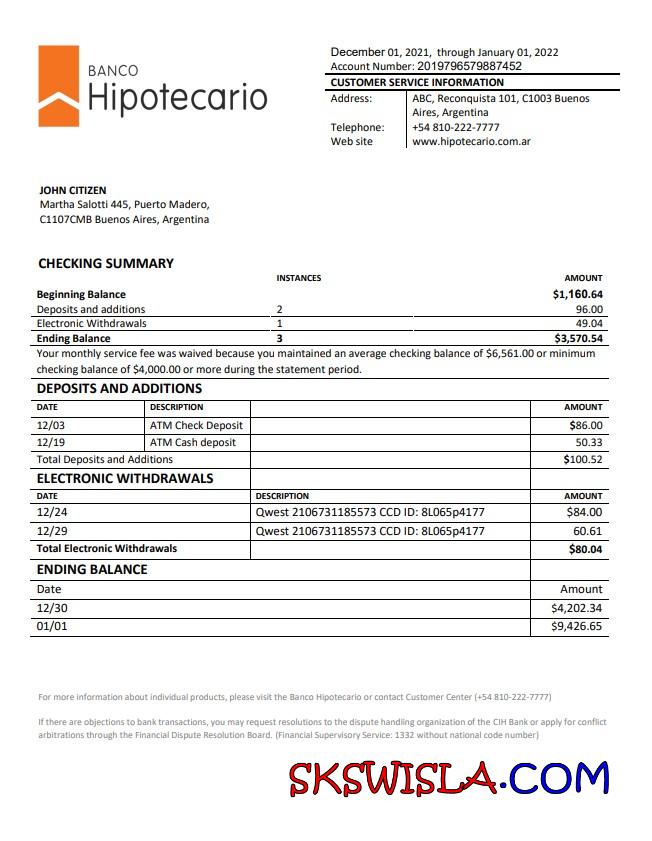 December 01, 2021, through January 01, 2022
Account Number: 2019796579887452
BANCO
Hipotecario
CUSTOMER SERVICE INFORMATION
Address: ABC, Reconquista 101, C1003 Buenos
Aires, Argentina
Telephone: +54 810-222-7777
Web site www.hipotecario.com.ar
JOHN CITIZEN
Martha Salotti 445, Puerto Madero,
C1107CMB Buenos Aires, Argentina
CHECKING SUMMARY
INSTANCES AMOUNT
Beginning Balance $1,160.64
Deposits and additions 2 96.00
Electronic Withdrawals 1 49.04
Ending Balance 3 $3,570.54
Your monthly service fee was waived because you maintained an average checking balance of $6,561.00 or minimum
checking balance of $4,000.00 or more during the statement period.
DEPOSITS AND ADDITIONS
DATE DESCRIPTION AMOUNT
12/03 ATM Check Deposit $86.00
12/19 ATM Cash deposit 50.33
Total Deposits and Additions $100.52
ELECTRONIC WITHDRAWALS
DATE DESCRIPTION AMOUNT
12/24 Qwest 2106731185573 CCD ID: 8L065p4177 $84.00
12/29 Qwest 2106731185573 CCD ID: 8L065p4177 60.61
Total Electronic Withdrawals $80.04
ENDING BALANCE
Date Amount
12/30 $4,202.34
01/01 $9,426.65
For more information about individual products, please visit the Banco Hipotecario or contact Customer Center (+54 810-222-7777)
If there are objections to bank transactions, you may request resolutions to the dispute handling organization of the CIH Bank or apply for conflict
arbitrations through the Financial Dispute Resolution Board. (Financial Supervisory Service: 1332 without national code number)
SKSWISLA.COM